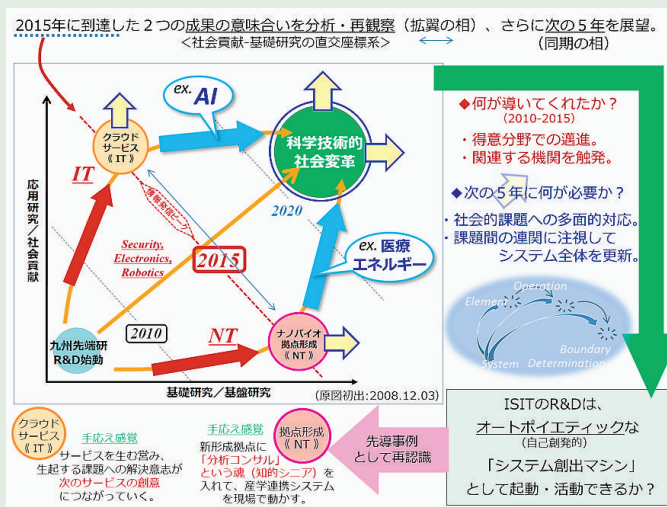 2015年に到達した２つの成果の意味合いを分析・再観察（拡翼の相）、さらに次の５年を展望。
＜社会貢献-基礎研究の直交座標系＞
（同期の相）
クラウド
サービス
《IT》
ex. AI
科学技術的
社会変革
応用研究／社会貢献
IT
情報発信ピーク
2020
Security,
Electronics,
Robotics
2015
ex. 医療
エネルギー
九州先端研
R&D始動
2010
NT
ナノバイオ
拠点形成
《NT》
基礎研究／基盤研究
(原図初出:2008.12.03)
◆何が導いてくれたか？
(2010-2015)
・得意分野での邁進。
・関連する機関を触発。
◆次の５年に何が必要か？
・社会的課題への多面的対応。
・課題間の連関に注視して
システム全体を更新。
Operation
Element
Boundary
System
Determination
クラウド
サービス
《IT》
手応え感覚
サービスを生む営み、
生起する課題への解決意志が
次のサービスの創意
につながっていく。
手応え感覚
新形成拠点に
「分析コンサル」
という魂（知的シニア）を
入れて、産学連携システムを
現場で動かす。
拠点形成
《NT》
先導事例
として再認識
ISITのR&Dは、
オートポイエティックな
（自己創発的）
「システム創出マシン」
として起動・活動できるか？